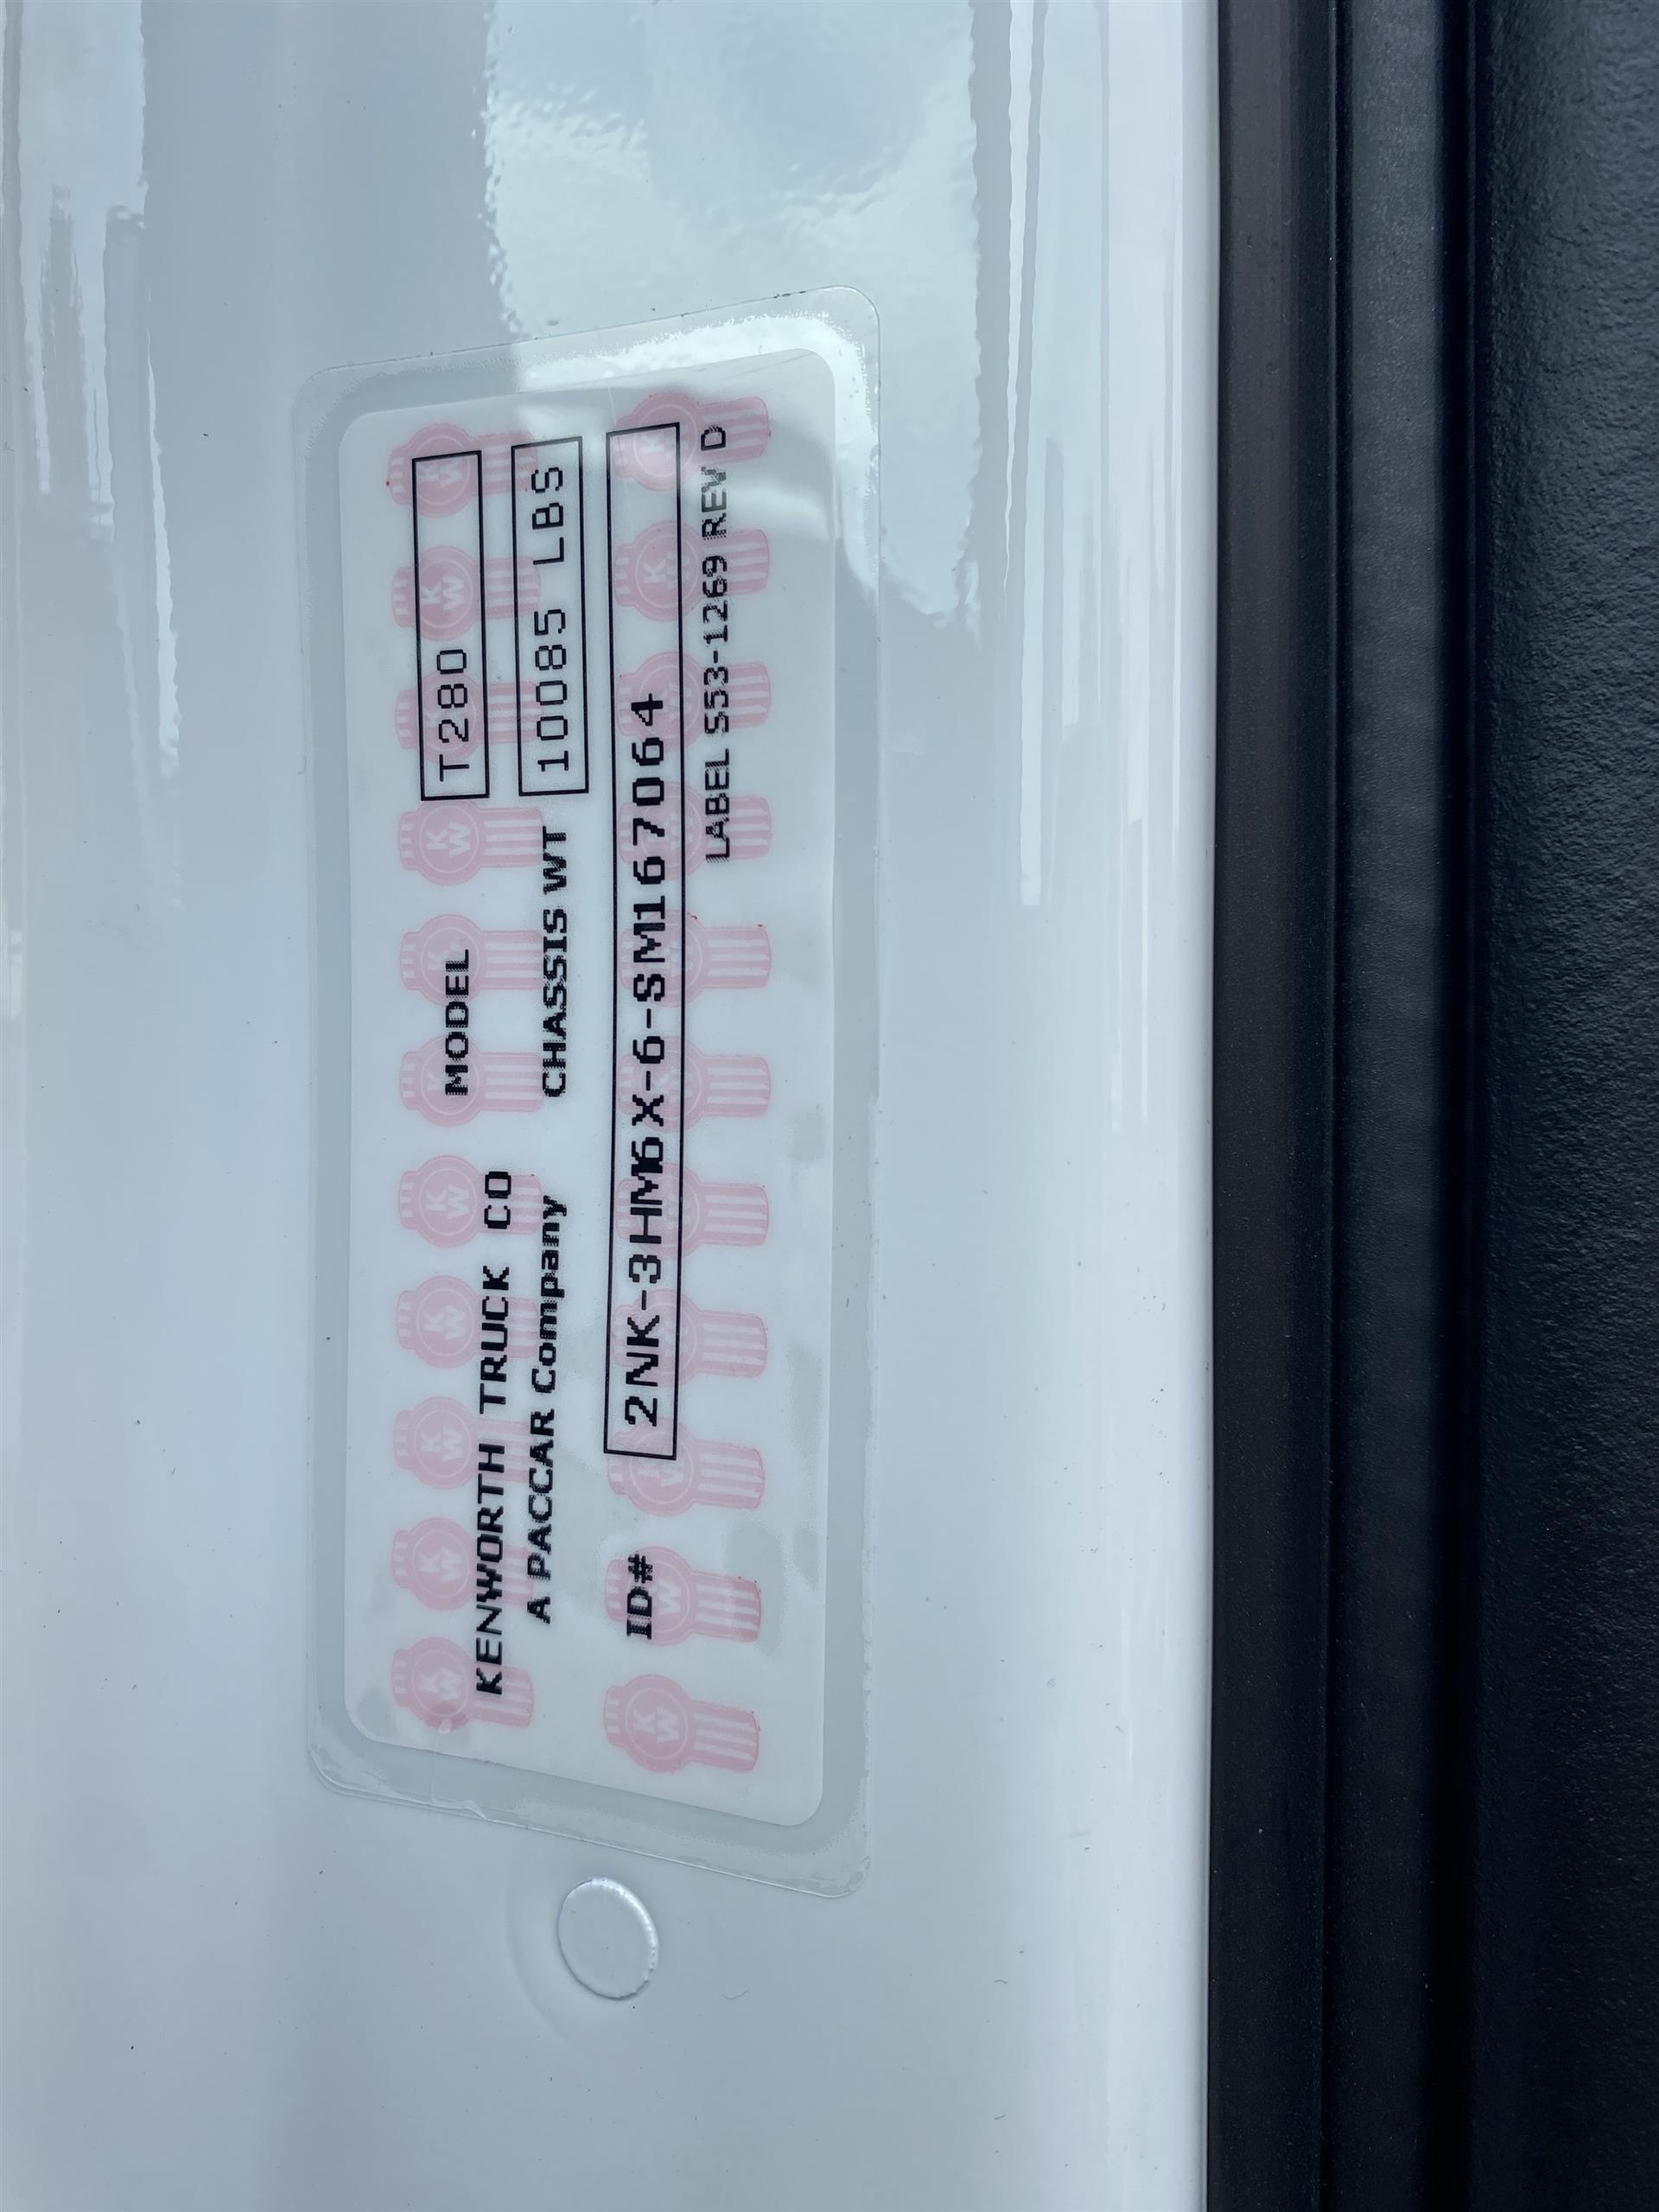 KENWORTH TRUCK CO
A PACCAR Company
MODEL T280
CHASSIS WT 10085 LBS
ID# 2NK-3HM6X-6-SM167064
LABEL S53-1269 REV D